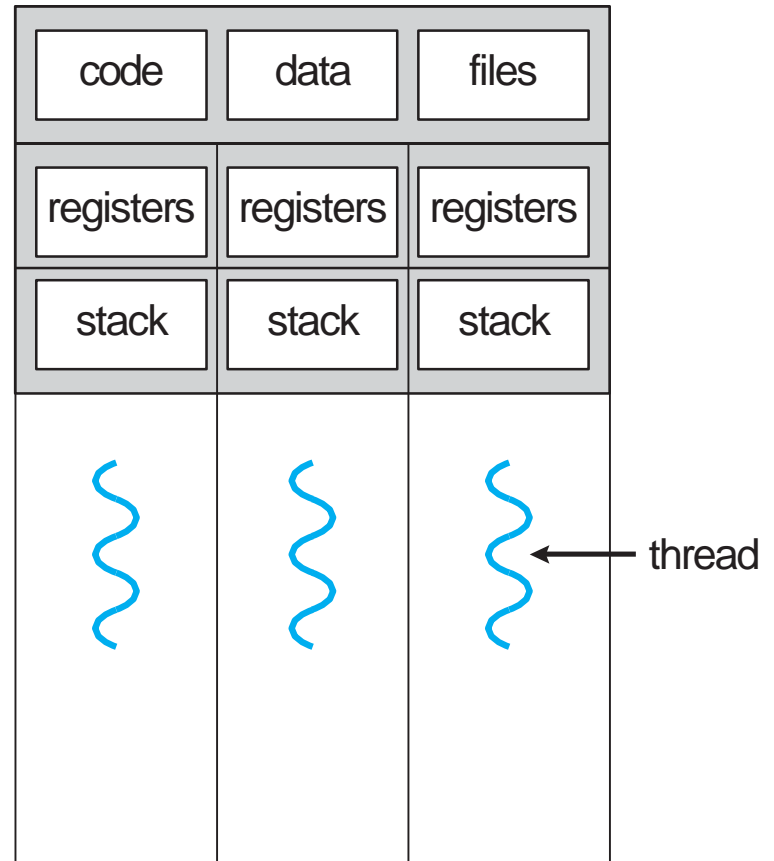 code data files
registers registers registers
stack stack stack
thread